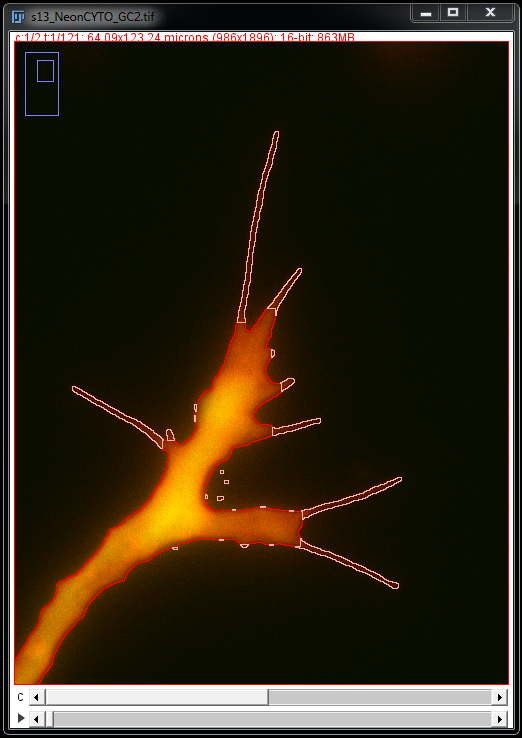 s13_NeonCYTO_GC2.tif
c:1/2 t:1/121; 64.09x123.24 microns (986x1896); 16-bit; 863MB
c